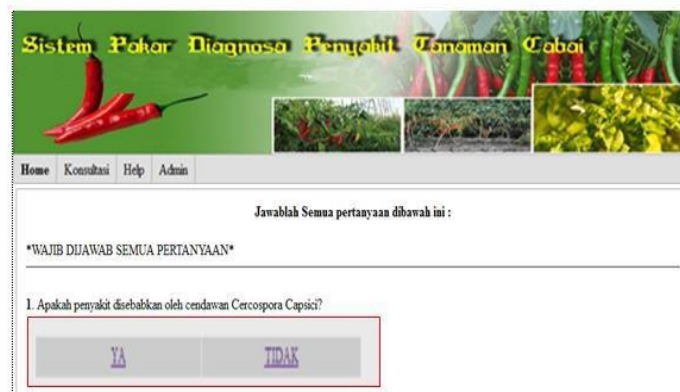 Sistem Pakar Diagnosa Penyakit Tanaman Cabai
Home Konsultasi Help Admin
Jawablah Semua pertanyaan dibawah ini :
*WAJIB DIJAWAB SEMUA PERTANYAAN*
1. Apakah penyakit disebabkan oleh cendawan Cercospora Capsici?
YA TIDAK